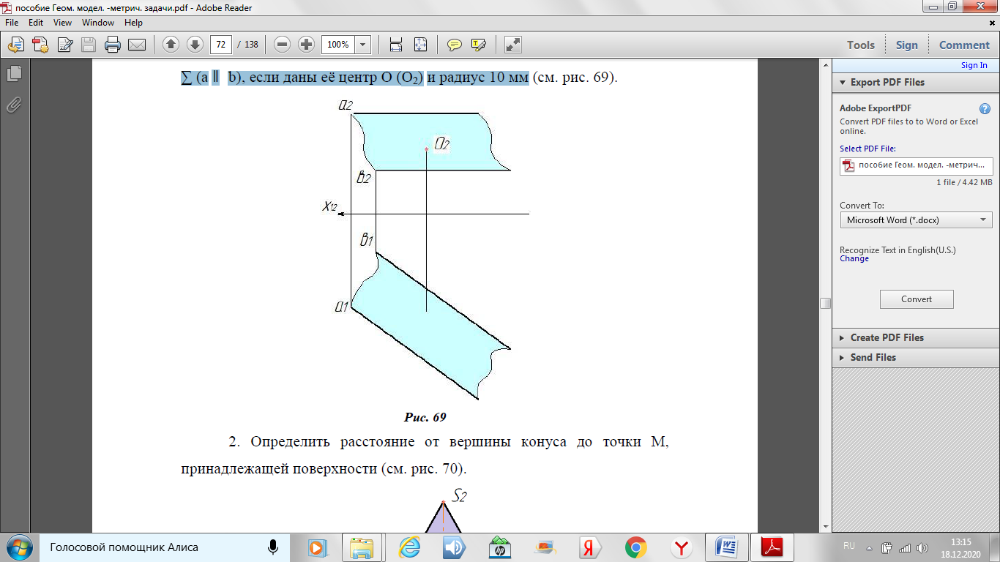 пособие Геом. модел. -метрич. задачи.pdf - Adobe Reader
File Edit View Window Help
72 / 138 100% Tools Sign Comment
Sign In
∑ (a ∥ b), если даны её центр О (О₂) и радиус 10 мм (см. рис. 69).
a2
O2
в2
x12
в1
a1
Рис. 69
2. Определить расстояние от вершины конуса до точки М,
принадлежащей поверхности (см. рис. 70).
S2
Export PDF Files
Adobe ExportPDF
Convert PDF files to to Word or Excel
online.
Select PDF File:
пособие Геом. модел. -метрич...
1 file / 4.42 MB
Convert To:
Microsoft Word (*.docx)
Recognize Text in English(U.S.)
Change
Convert
Create PDF Files
Send Files
Голосовой помощник Алиса
RU
13:15
18.12.2020